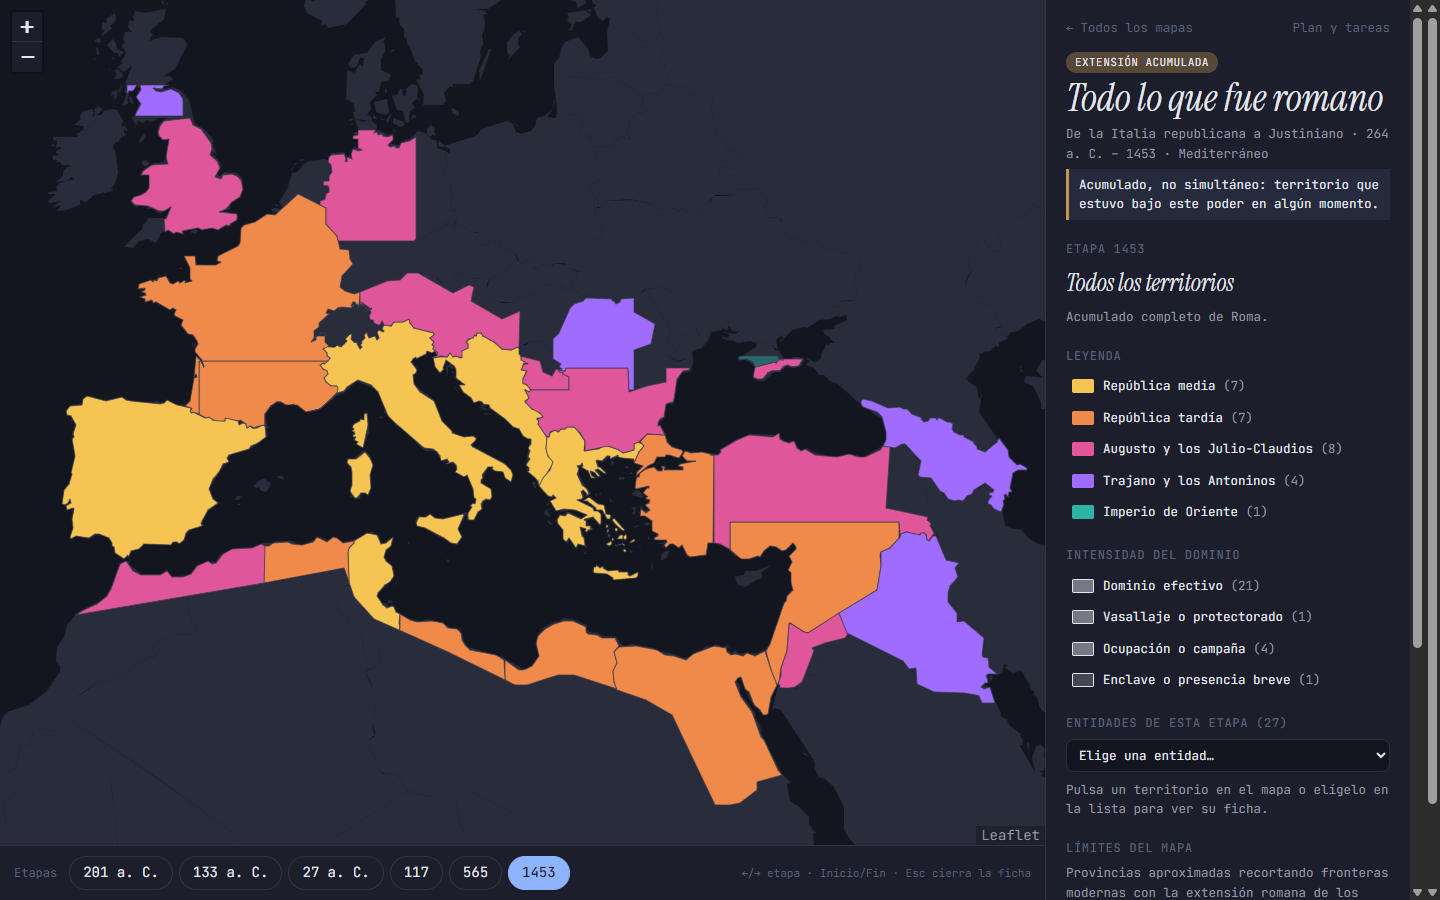 +
−
← Todos los mapas
Plan y tareas
EXTENSIÓN ACUMULADA
Todo lo que fue romano
De la Italia republicana a Justiniano · 264
a. C. – 1453 · Mediterráneo
Acumulado, no simultáneo: territorio que
estuvo bajo este poder en algún momento.
ETAPA 1453
Todos los territorios
Acumulado completo de Roma.
LEYENDA
República media (7)
República tardía (7)
Augusto y los Julio-Claudios (8)
Trajano y los Antoninos (4)
Imperio de Oriente (1)
INTENSIDAD DEL DOMINIO
Dominio efectivo (21)
Vasallaje o protectorado (1)
Ocupación o campaña (4)
Enclave o presencia breve (1)
ENTIDADES DE ESTA ETAPA (27)
Elige una entidad…
Pulsa un territorio en el mapa o elígelo en
la lista para ver su ficha.
LÍMITES DEL MAPA
Provincias aproximadas recortando fronteras
modernas con la extensión romana de los
Leaflet
Etapas 201 a. C. 133 a. C. 27 a. C. 117 565 1453
←/→ etapa · Inicio/Fin · Esc cierra la ficha